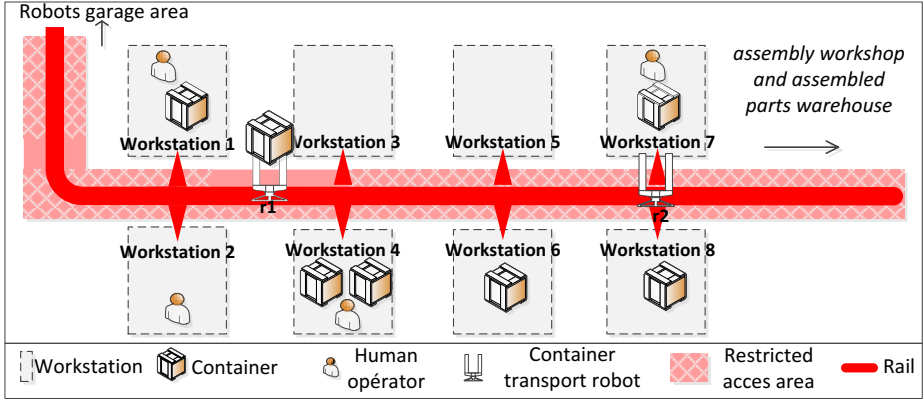 Robots garage area
assembly workshop
and assembled
parts warehouse
Workstation 1
Workstation 3
Workstation 5
Workstation 7
r1
r2
Workstation 2
Workstation 4
Workstation 6
Workstation 8
Workstation
Container
Human
opérator
Container
transport robot
Restricted
acces area
Rail